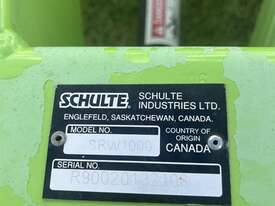 SCHULTE
SCHULTE
INDUSTRIES LTD.
ENGLEFELD, SASKATCHEWAN, CANADA.
MODEL NO.
SRW1000
COUNTRY OF
ORIGIN
CANADA
SERIAL NO.